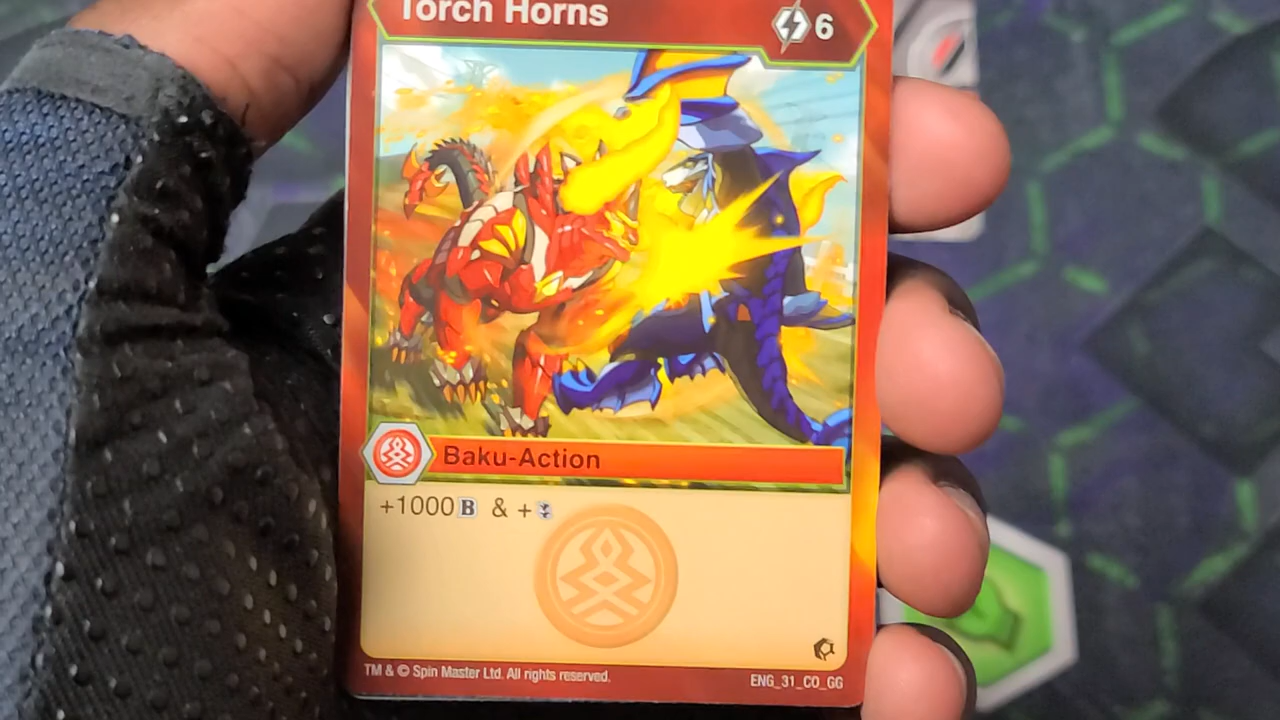 Torch Horns
6
Baku-Action
+1000 B & +
TM & © Spin Master Ltd. All rights reserved.
ENG_31_CO_GG